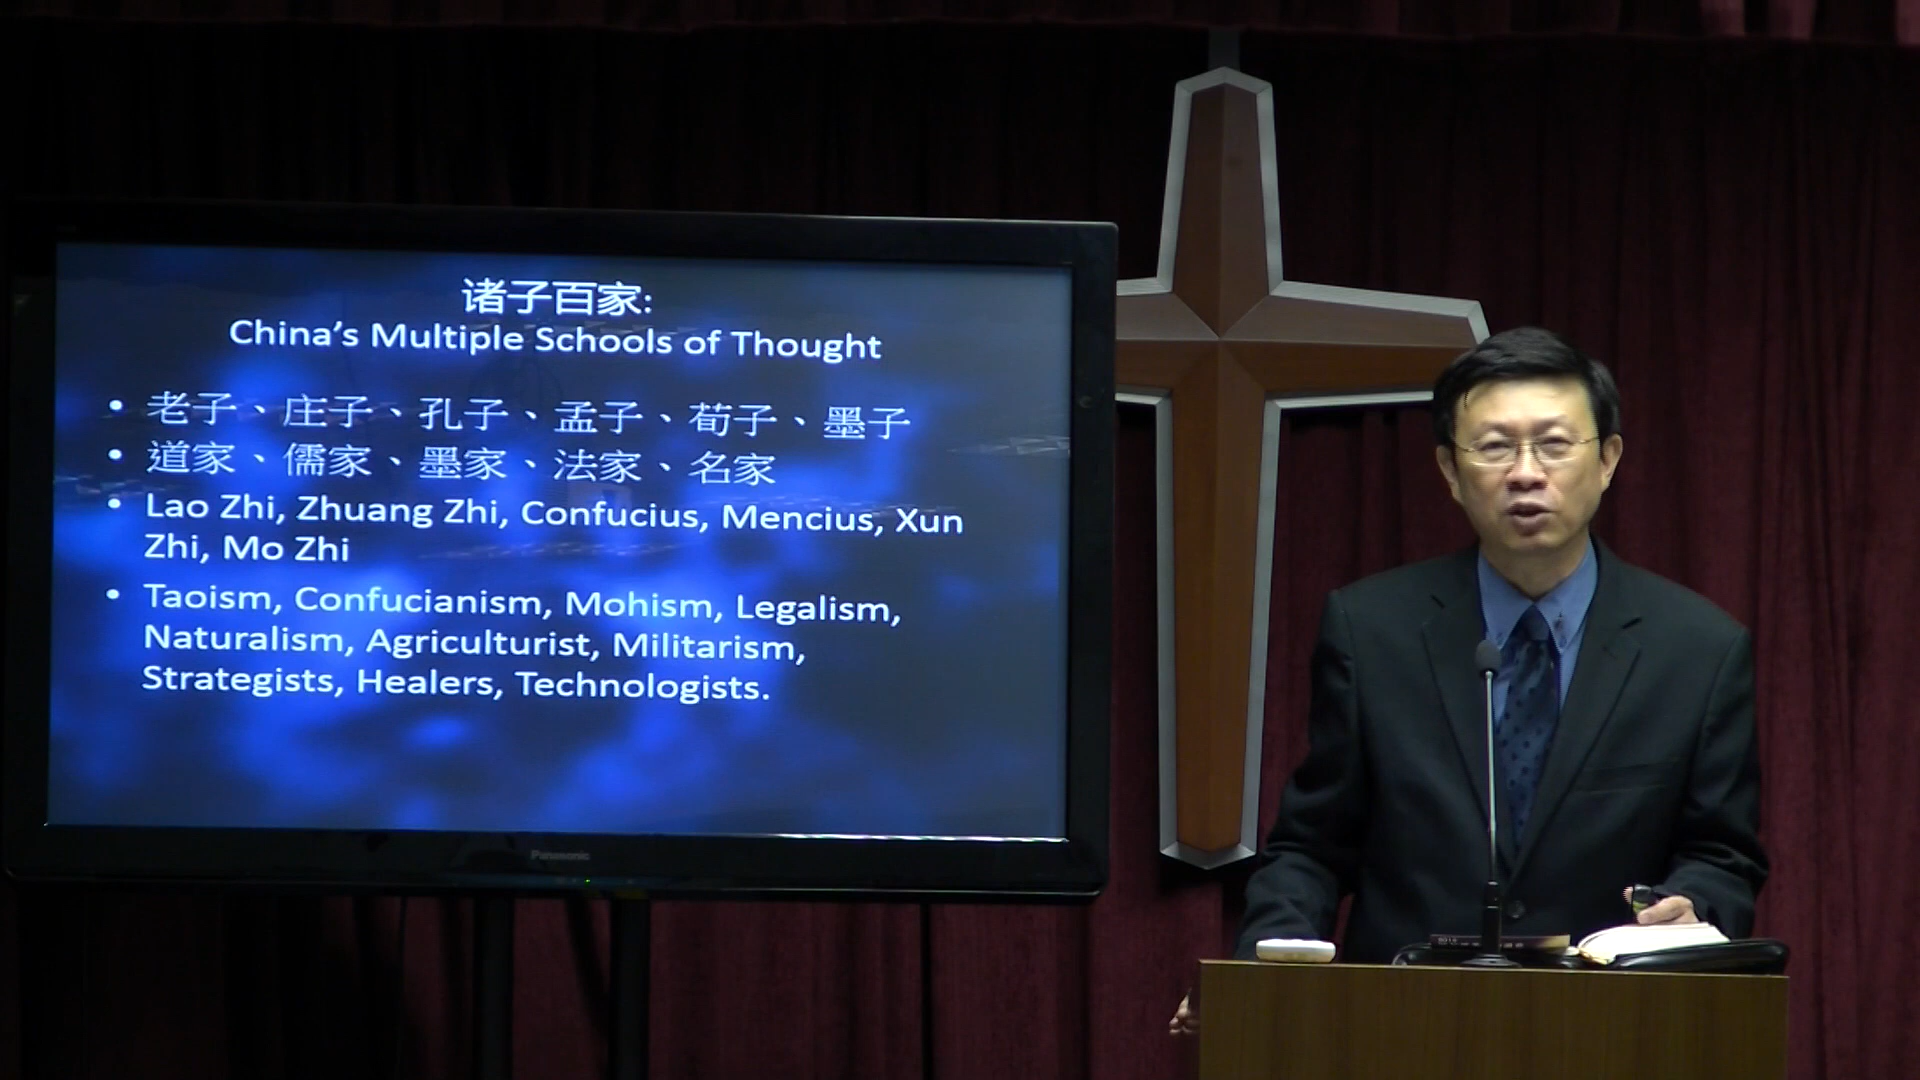 诸子百家:
China's Multiple Schools of Thought
• 老子、庄子、孔子、孟子、荀子、墨子
• 道家、儒家、墨家、法家、名家
• Lao Zhi, Zhuang Zhi, Confucius, Mencius, Xun
Zhi, Mo Zhi
• Taoism, Confucianism, Mohism, Legalism,
Naturalism, Agriculturist, Militarism,
Strategists, Healers, Technologists.
Panasonic